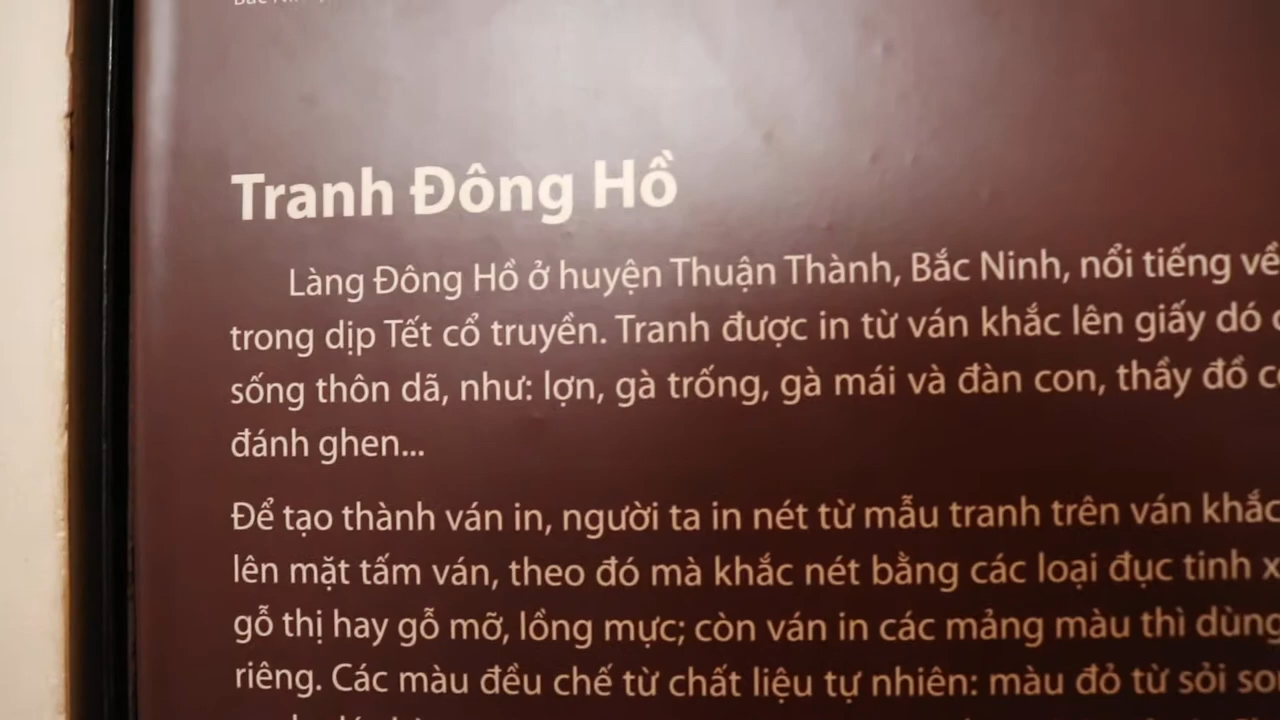 Tranh Đông Hồ
Làng Đông Hồ ở huyện Thuận Thành, Bắc Ninh, nổi tiếng về
trong dịp Tết cổ truyền. Tranh được in từ ván khắc lên giấy dó
sống thôn dã, như: lợn, gà trống, gà mái và đàn con, thầy đồ
đánh ghen...
Để tạo thành ván in, người ta in nét từ mẫu tranh trên ván khắc
lên mặt tấm ván, theo đó mà khắc nét bằng các loại đục tinh
gỗ thị hay gỗ mỡ, lồng mực; còn ván in các mảng màu thì dùng
riêng. Các màu đều chế từ chất liệu tự nhiên: màu đỏ từ sỏi